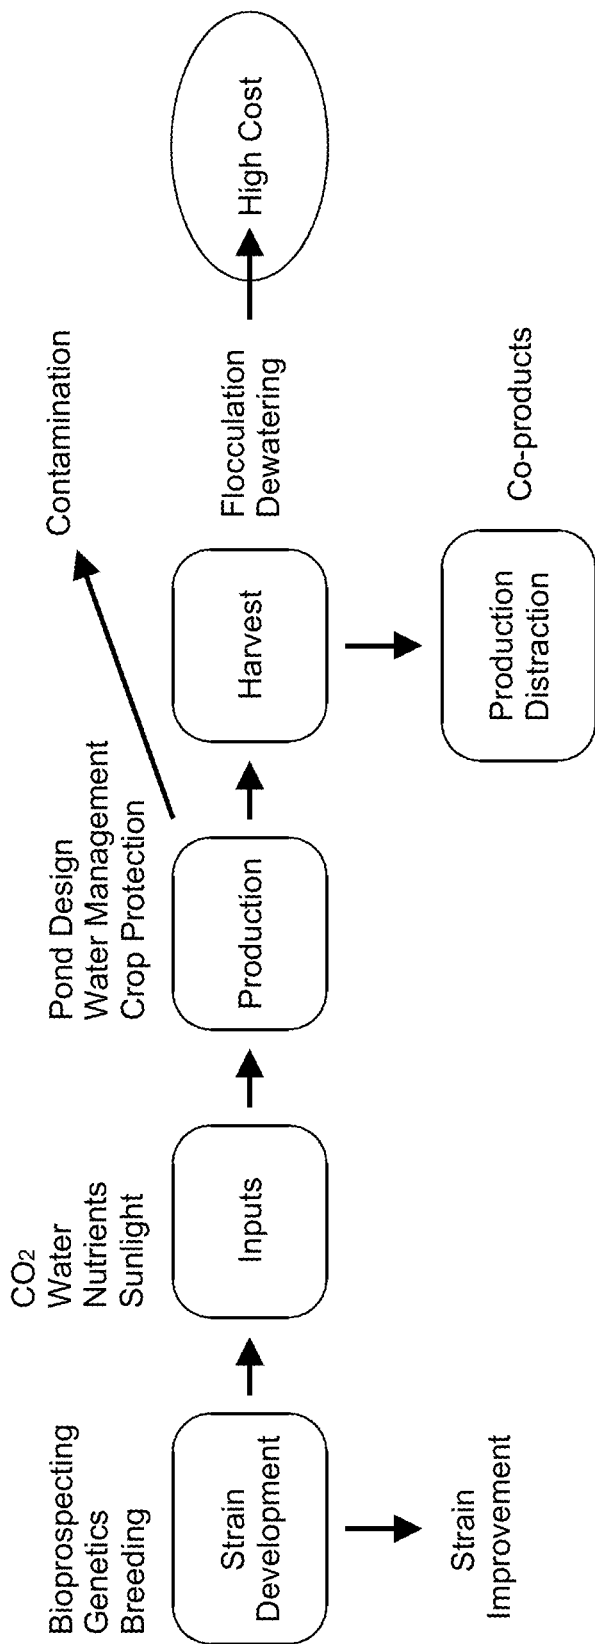 Bioprospecting
Genetics
Breeding
Strain
Development
Strain
Improvement
CO₂
Water
Nutrients
Sunlight
Inputs
Pond Design
Water Management
Crop Protection
Production
Contamination
Harvest
Flocculation
Dewatering
High Cost
Production
Distraction
Co-products